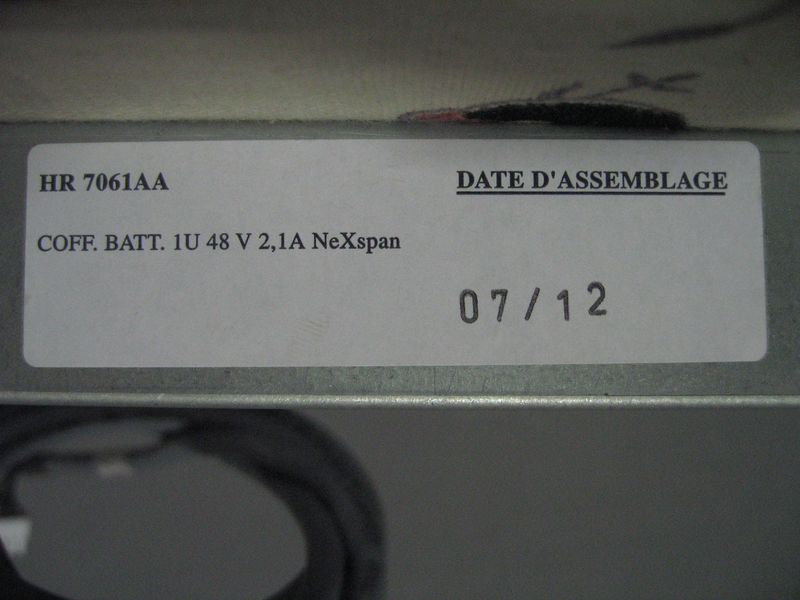 HR 7061AA
DATE D'ASSEMBLAGE
COFF. BATT. 1U 48 V 2,1A NeXspan
07/12